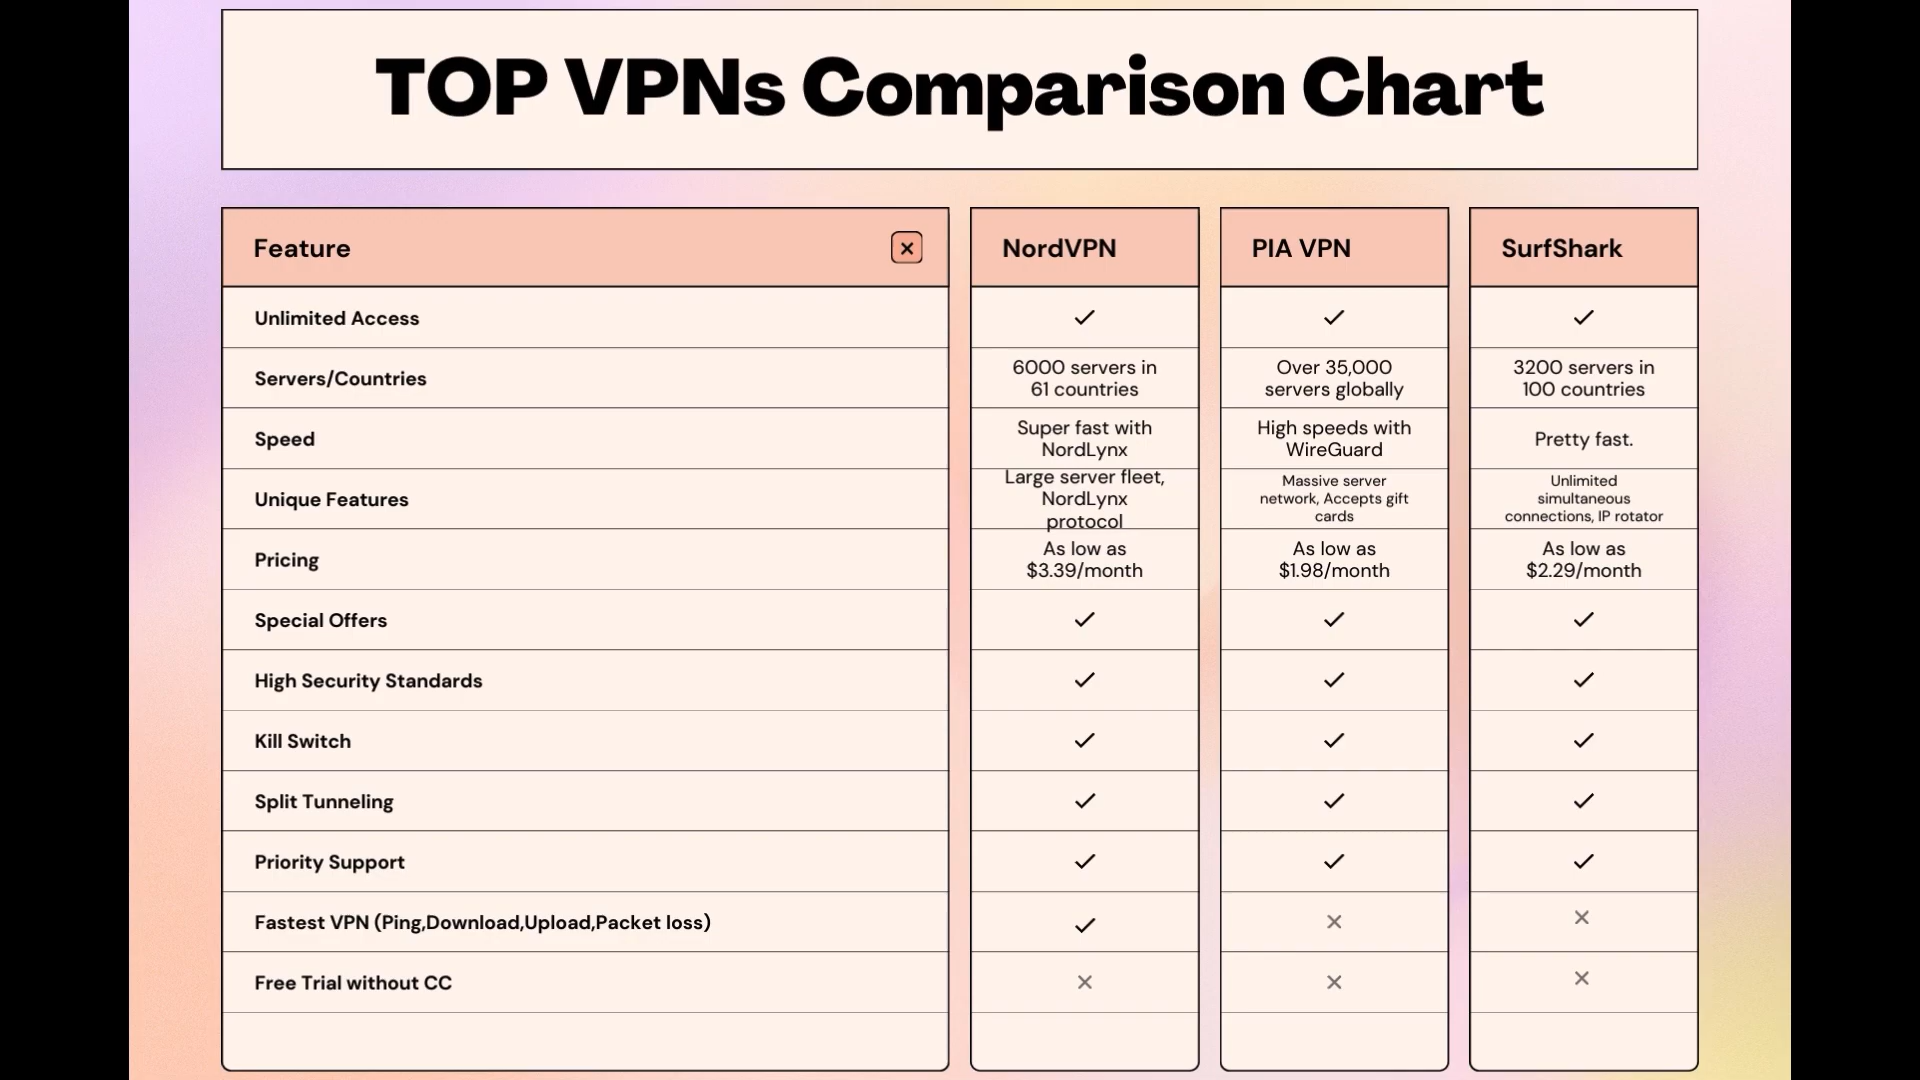 TOP VPNs Comparison Chart
Feature
NordVPN
PIA VPN
SurfShark
Unlimited Access
Servers/Countries
6000 servers in
61 countries
Over 35,000
servers globally
3200 servers in
100 countries
Speed
Super fast with
NordLynx
High speeds with
WireGuard
Pretty fast.
Unique Features
Large server fleet,
NordLynx
protocol
Massive server
network, Accepts gift
cards
Unlimited
simultaneous
connections, IP rotator
Pricing
As low as
$3.39/month
As low as
$1.98/month
As low as
$2.29/month
Special Offers
High Security Standards
Kill Switch
Split Tunneling
Priority Support
Fastest VPN (Ping,Download,Upload,Packet loss)
Free Trial without CC